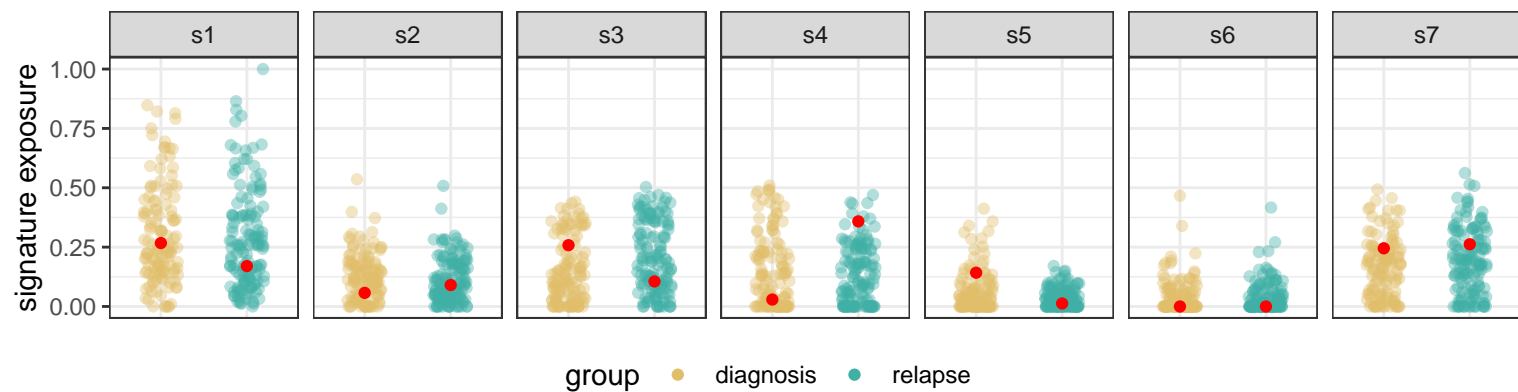 s1 s2 s3 s4 s5 s6 s7
signature exposure
1.00
0.75
0.50
0.25
0.00
group diagnosis relapse